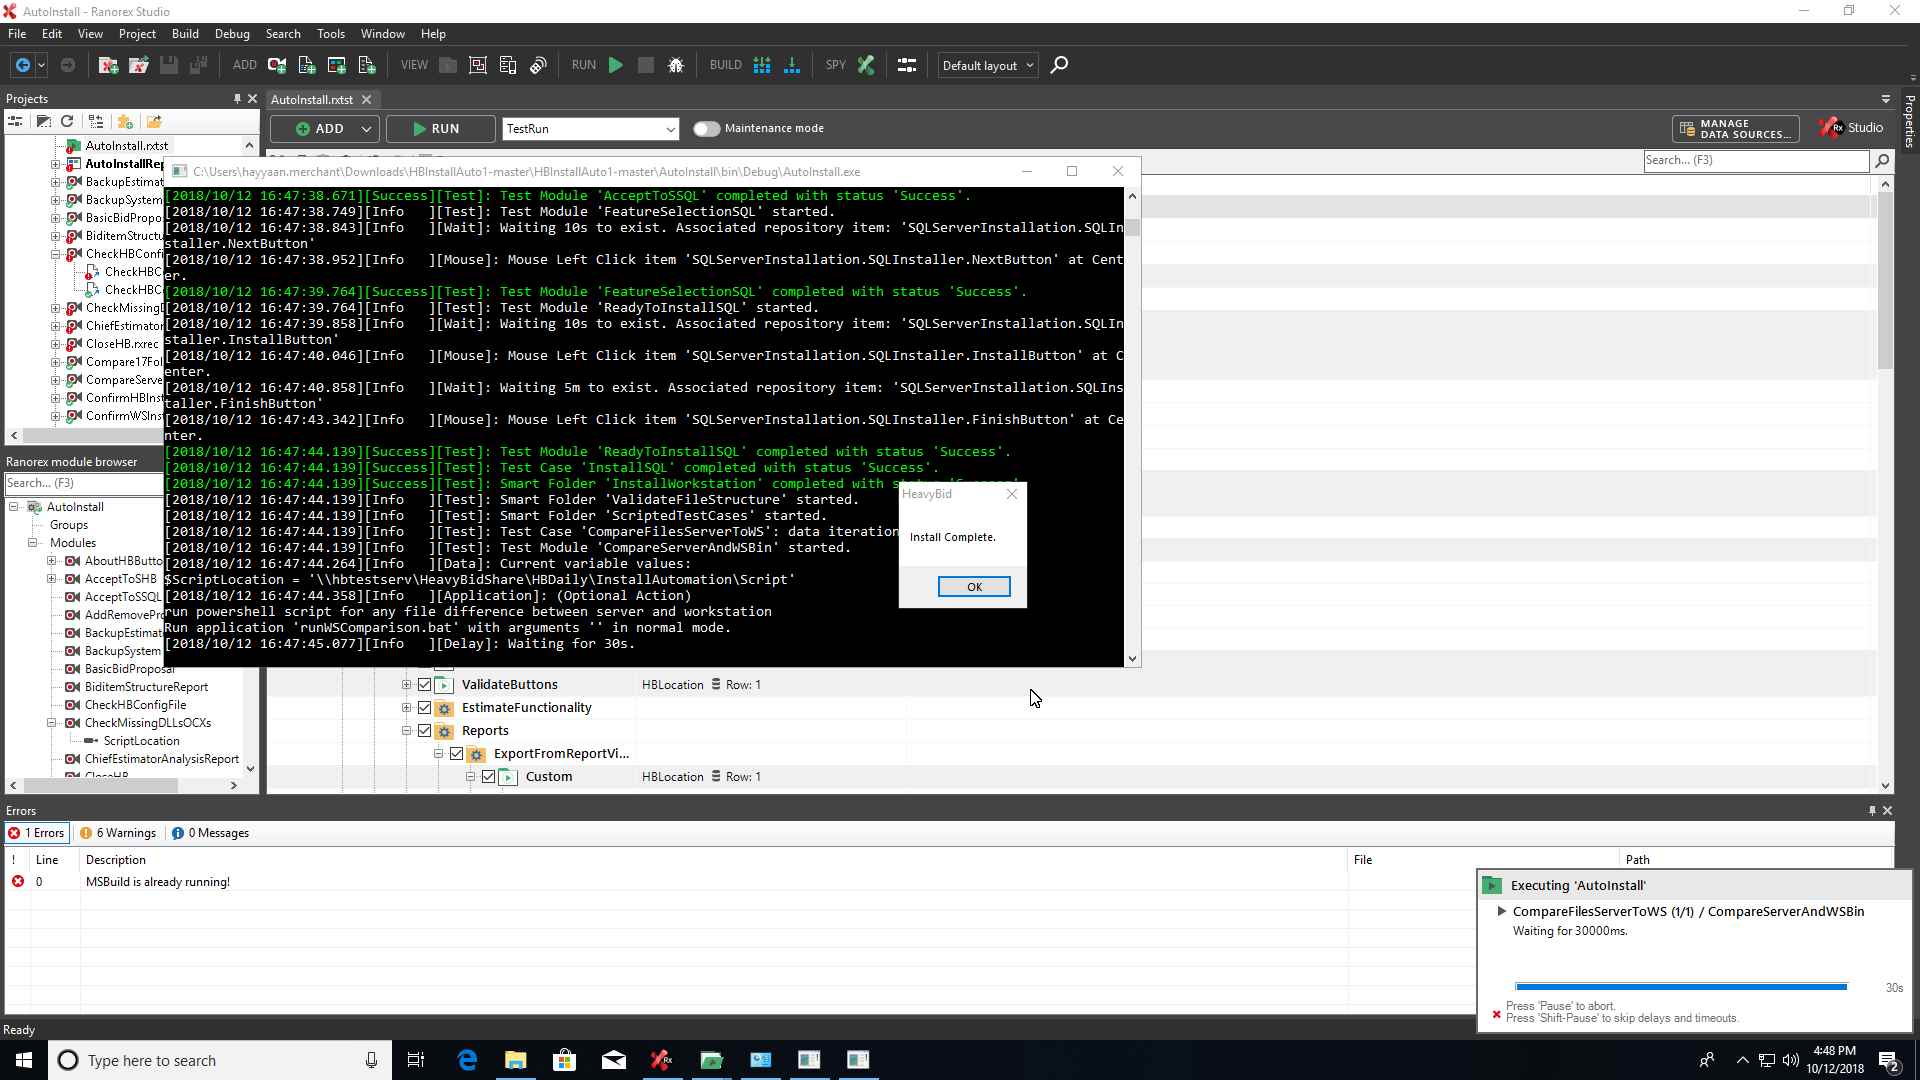 AutoInstall - Ranorex Studio
File Edit View Project Build Debug Search Tools Window Help
ADD VIEW RUN BUILD SPY Default layout
Projects
AutoInstall.rxtst
ADD RUN TestRun Maintenance mode MANAGE DATA SOURCES... Rx Studio
Search... (F3)
Properties
AutoInstall.rxtst
AutoInstallRep
BackupEstimat
BackupSystem
BasicBidPropo
BiditemStructu
CheckHBConfi
CheckHBC
CheckHBC
CheckMissingD
ChiefEstimator
CloseHB.rxrec
Compare17Fol
CompareServe
ConfirmHBInst
ConfirmWSInst
C:\Users\hayyaan.merchant\Downloads\HBInstallAuto1-master\HBInstallAuto1-master\AutoInstall\bin\Debug\AutoInstall.exe
[2018/10/12 16:47:38.671][Success][Test]: Test Module 'AcceptToSSQL' completed with status 'Success'.
[2018/10/12 16:47:38.749][Info   ][Test]: Test Module 'FeatureSelectionSQL' started.
[2018/10/12 16:47:38.843][Info   ][Wait]: Waiting 10s to exist. Associated repository item: 'SQLServerInstallation.SQLIn
staller.NextButton'
[2018/10/12 16:47:38.952][Info   ][Mouse]: Mouse Left Click item 'SQLServerInstallation.SQLInstaller.NextButton' at Cent
er.
[2018/10/12 16:47:39.764][Success][Test]: Test Module 'FeatureSelectionSQL' completed with status 'Success'.
[2018/10/12 16:47:39.764][Info   ][Test]: Test Module 'ReadyToInstallSQL' started.
[2018/10/12 16:47:39.858][Info   ][Wait]: Waiting 10s to exist. Associated repository item: 'SQLServerInstallation.SQLIn
staller.InstallButton'
[2018/10/12 16:47:40.046][Info   ][Mouse]: Mouse Left Click item 'SQLServerInstallation.SQLInstaller.InstallButton' at C
enter.
[2018/10/12 16:47:40.858][Info   ][Wait]: Waiting 5m to exist. Associated repository item: 'SQLServerInstallation.SQLIns
taller.FinishButton'
[2018/10/12 16:47:43.342][Info   ][Mouse]: Mouse Left Click item 'SQLServerInstallation.SQLInstaller.FinishButton' at Ce
nter.
[2018/10/12 16:47:44.139][Success][Test]: Test Module 'ReadyToInstallSQL' completed with status 'Success'.
[2018/10/12 16:47:44.139][Success][Test]: Test Case 'InstallSQL' completed with status 'Success'.
[2018/10/12 16:47:44.139][Success][Test]: Smart Folder 'InstallWorkstation' completed with status 'Success'.
[2018/10/12 16:47:44.139][Info   ][Test]: Smart Folder 'ValidateFileStructure' started.
[2018/10/12 16:47:44.139][Info   ][Test]: Smart Folder 'ScriptedTestCases' started.
[2018/10/12 16:47:44.139][Info   ][Test]: Test Case 'CompareFilesServerToWS': data iteration
[2018/10/12 16:47:44.139][Info   ][Test]: Test Module 'CompareServerAndWSBin' started.
[2018/10/12 16:47:44.264][Info   ][Data]: Current variable values:
$ScriptLocation = '\\hbtestserv\HeavyBidShare\HBDaily\InstallAutomation\Script'
[2018/10/12 16:47:44.358][Info   ][Application]: (Optional Action)
run powershell script for any file difference between server and workstation
Run application 'runWSComparison.bat' with arguments '' in normal mode.
[2018/10/12 16:47:45.077][Info   ][Delay]: Waiting for 30s.
HeavyBid
Install Complete.
OK
Ranorex module browser
Search... (F3)
AutoInstall
Groups
Modules
AboutHBButto
AcceptToSHB
AcceptToSSQL
AddRemovePro
BackupEstimat
BackupSystem
BasicBidProposal
BiditemStructureReport
CheckHBConfigFile
CheckMissingDLLsOCXs
ScriptLocation
ChiefEstimatorAnalysisReport
CloseHB
ValidateButtons HBLocation Row: 1
EstimateFunctionality
Reports
ExportFromReportVi...
Custom HBLocation Row: 1
Errors
1 Errors 6 Warnings 0 Messages
! Line Description File Path
0 MSBuild is already running!
Executing 'AutoInstall'
CompareFilesServerToWS (1/1) / CompareServerAndWSBin
Waiting for 30000ms.
30s
Press 'Pause' to abort.
Press 'Shift-Pause' to skip delays and timeouts.
Ready
Type here to search
4:48 PM
10/12/2018
2